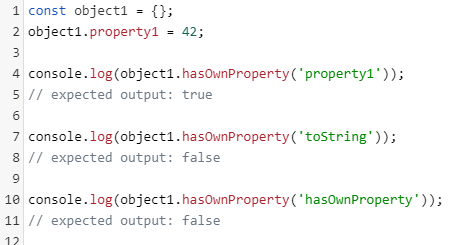 1 const object1 = {};
2 object1.property1 = 42;
3
4 console.log(object1.hasOwnProperty('property1'));
5 // expected output: true
6
7 console.log(object1.hasOwnProperty('toString'));
8 // expected output: false
9
10 console.log(object1.hasOwnProperty('hasOwnProperty'));
11 // expected output: false
12